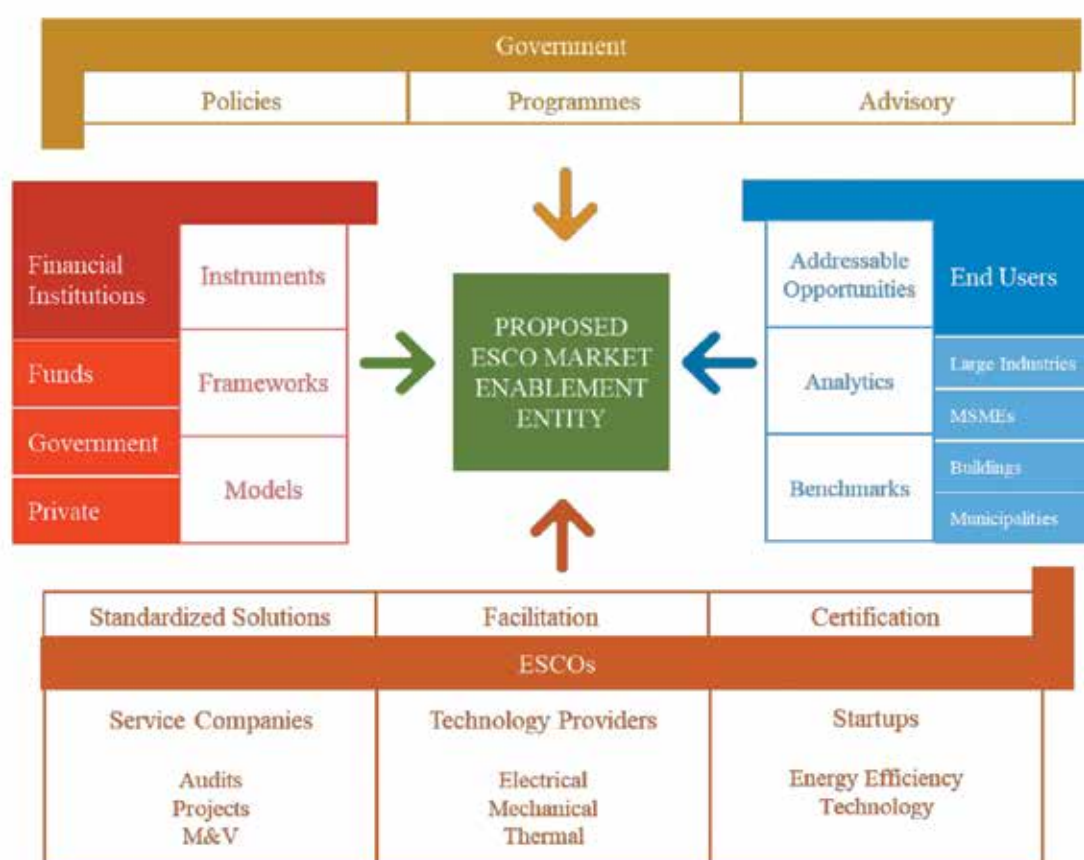 Government
Policies
Programmes
Advisory
Financial
Institutions
Funds
Government
Private
Instruments
Frameworks
Models
PROPOSED
ESCO MARKET
ENABLEMENT
ENTITY
Addressable
Opportunities
Analytics
Benchmarks
End Users
Large Industries
MSMEs
Buildings
Municipalities
Standardized Solutions
Facilitation
Certification
ESCOs
Service Companies
Audits
Projects
M&V
Technology Providers
Electrical
Mechanical
Thermal
Startups
Energy Efficiency
Technology